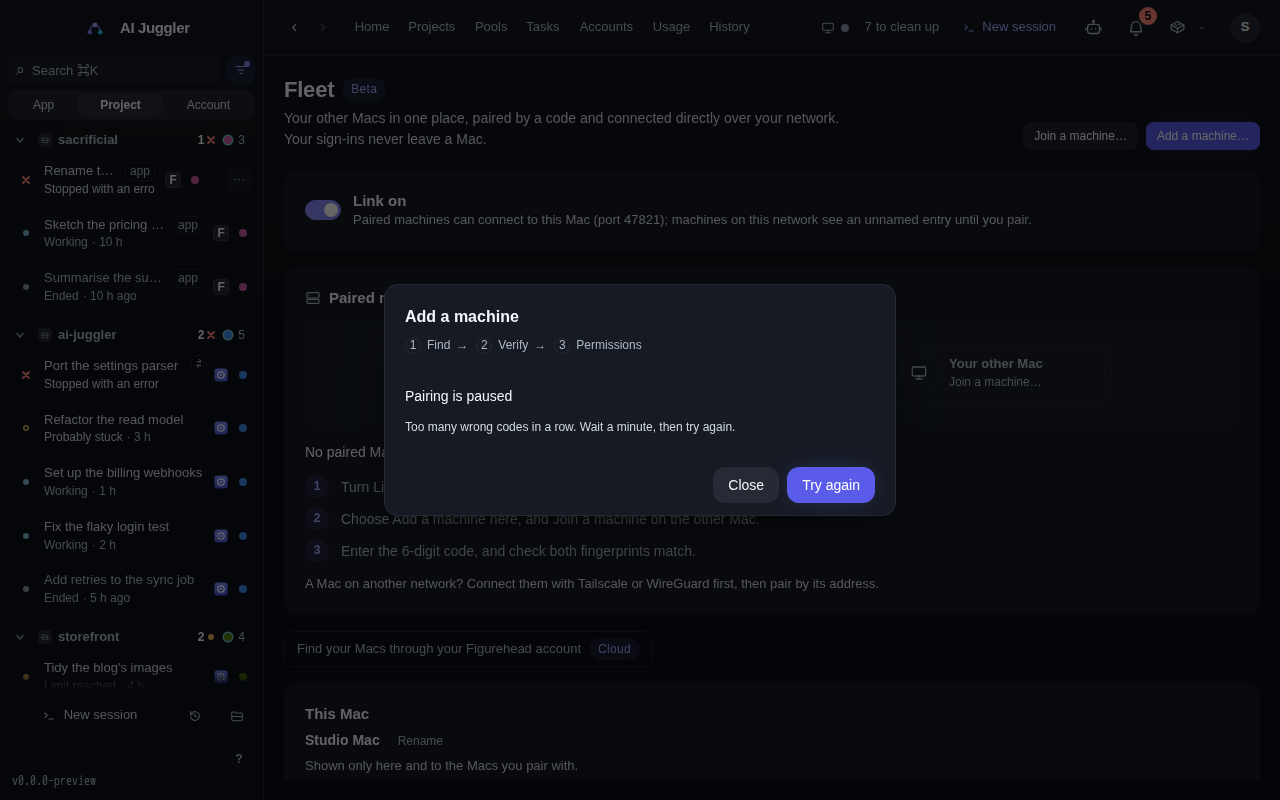 AI Juggler
Search ⌘K
App Project Account
sacrificial 1 3
Rename t… app
Stopped with an erro F
Sketch the pricing … app
Working · 10 h F
Summarise the su… app
Ended · 10 h ago F
ai-juggler 2 5
Port the settings parser
Stopped with an error
Refactor the read model
Probably stuck · 3 h
Set up the billing webhooks
Working · 1 h
Fix the flaky login test
Working · 2 h
Add retries to the sync job
Ended · 5 h ago
storefront 2 4
Tidy the blog's images
Limit reached · 4 h
New session
?
v0.0.0-preview
Home Projects Pools Tasks Accounts Usage History
7 to clean up
New session
5
S
Fleet Beta
Your other Macs in one place, paired by a code and connected directly over your network.
Your sign-ins never leave a Mac.
Join a machine… Add a machine…
Link on
Paired machines can connect to this Mac (port 47821); machines on this network see an unnamed entry until you pair.
Paired
Your other Mac
Join a machine…
No paired
1 Turn
2 Choose Add a machine here, and Join a machine on the other Mac.
3 Enter the 6-digit code, and check both fingerprints match.
A Mac on another network? Connect them with Tailscale or WireGuard first, then pair by its address.
Find your Macs through your Figurehead account Cloud
This Mac
Studio Mac Rename
Shown only here and to the Macs you pair with.
Add a machine
1 Find → 2 Verify → 3 Permissions
Pairing is paused
Too many wrong codes in a row. Wait a minute, then try again.
Close Try again